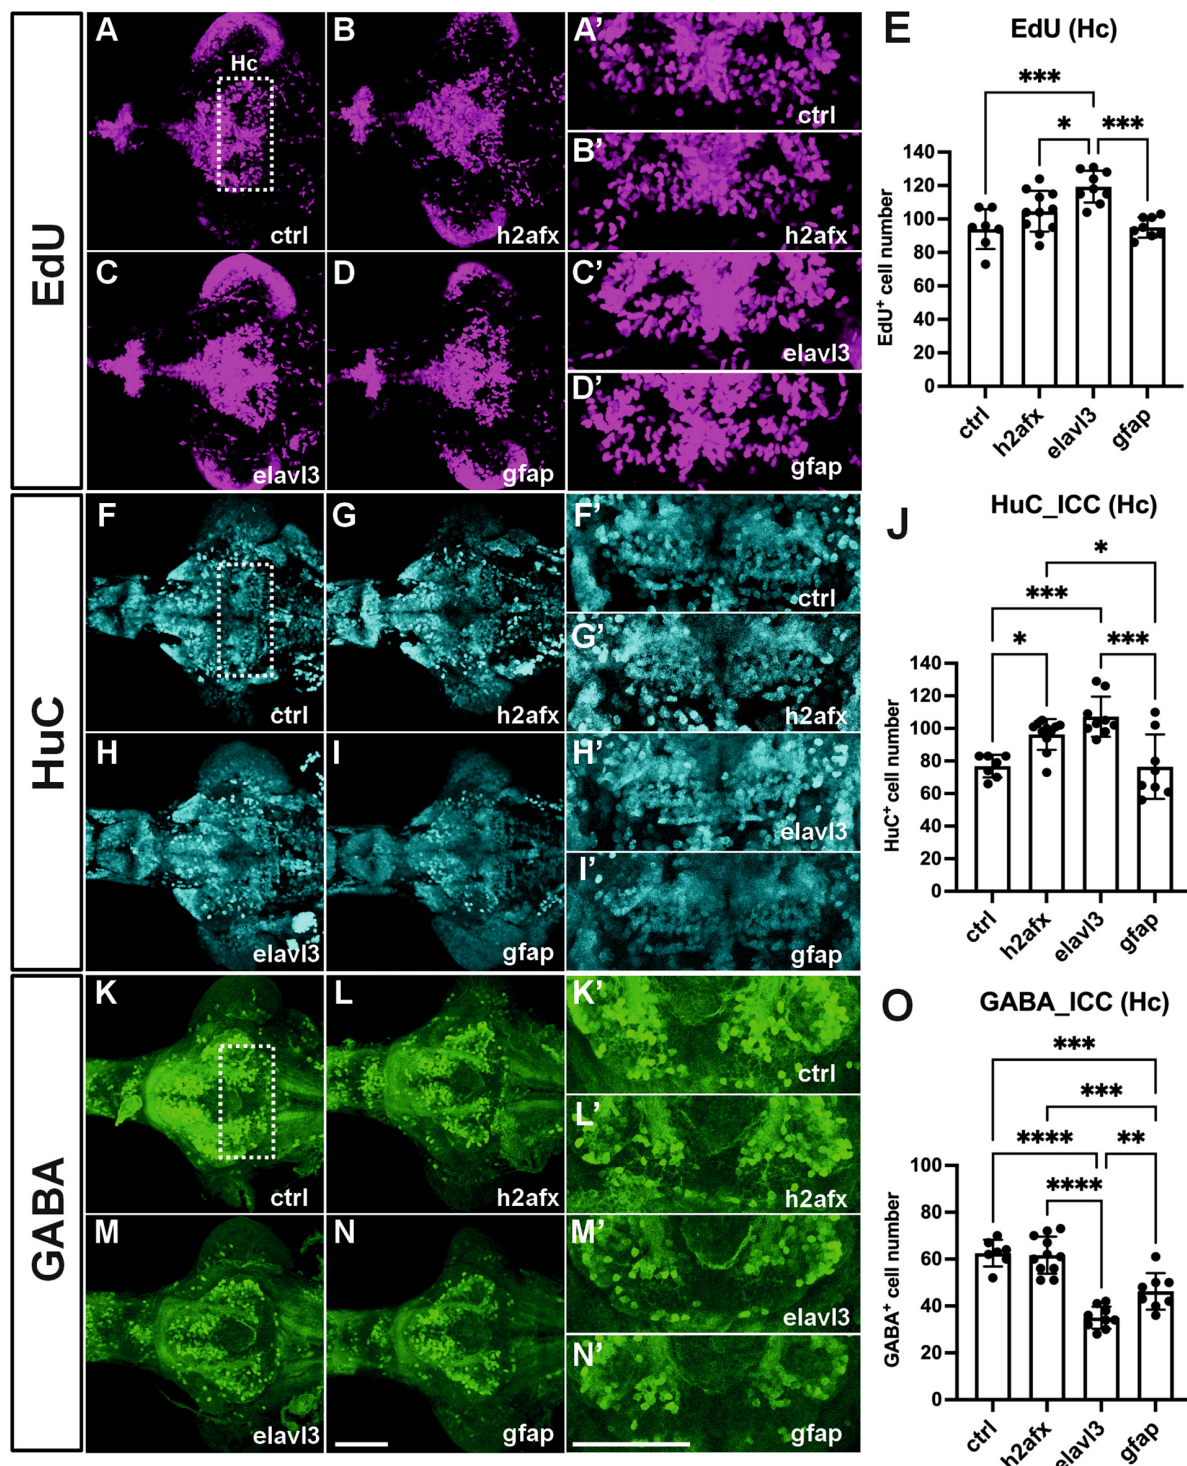 EdU
A
Hc
ctrl
B
h2afx
A’
ctrl
B’
h2afx
C
elavl3
D
gfap
C’
elavl3
D’
gfap
E
EdU (Hc)
***
* ***
EdU⁺ cell number
140
120
100
80
60
40
20
0
ctrl
h2afx
elavl3
gfap
HuC
F
ctrl
G
h2afx
F’
ctrl
G’
h2afx
H
elavl3
I
gfap
H’
elavl3
I’
gfap
J
HuC_ICC (Hc)
*
***
* ***
HuC⁺ cell number
140
120
100
80
60
40
20
0
ctrl
h2afx
elavl3
gfap
GABA
K
ctrl
L
h2afx
K’
ctrl
L’
h2afx
M
elavl3
N
gfap
M’
elavl3
N’
gfap
O
GABA_ICC (Hc)
***
***
**** **
****
GABA⁺ cell number
100
80
60
40
20
0
ctrl
h2afx
elavl3
gfap